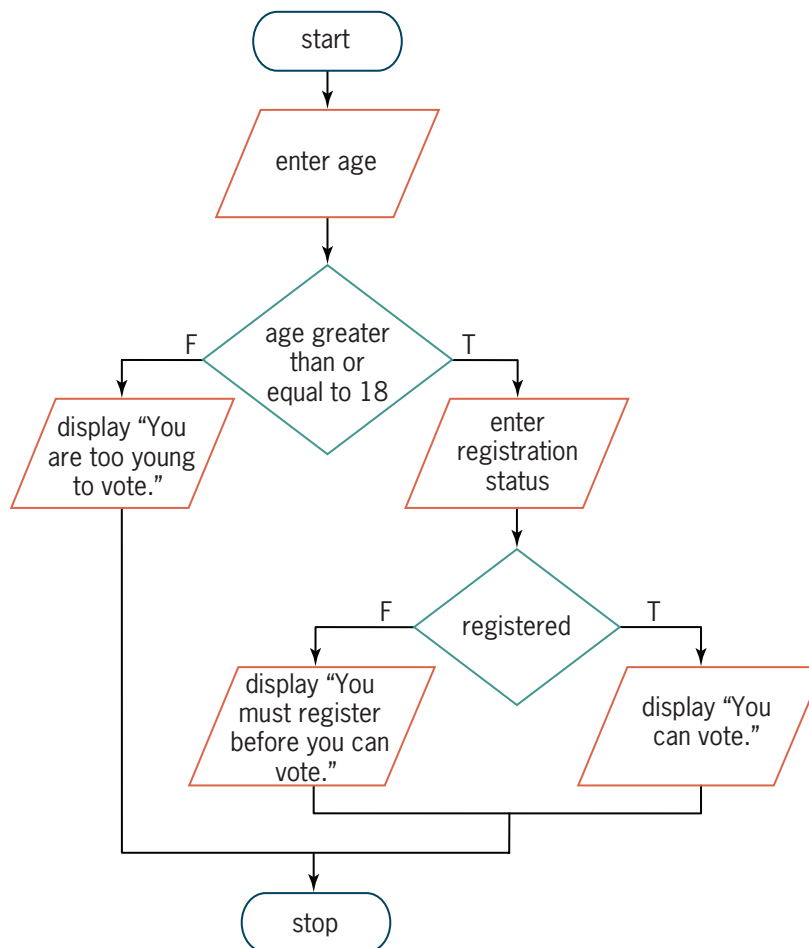 start
enter age
F
age greater
than or
equal to 18
T
display “You
are too young
to vote.”
enter
registration
status
F
registered
T
display “You
must register
before you can
vote.”
display “You
can vote.”
stop